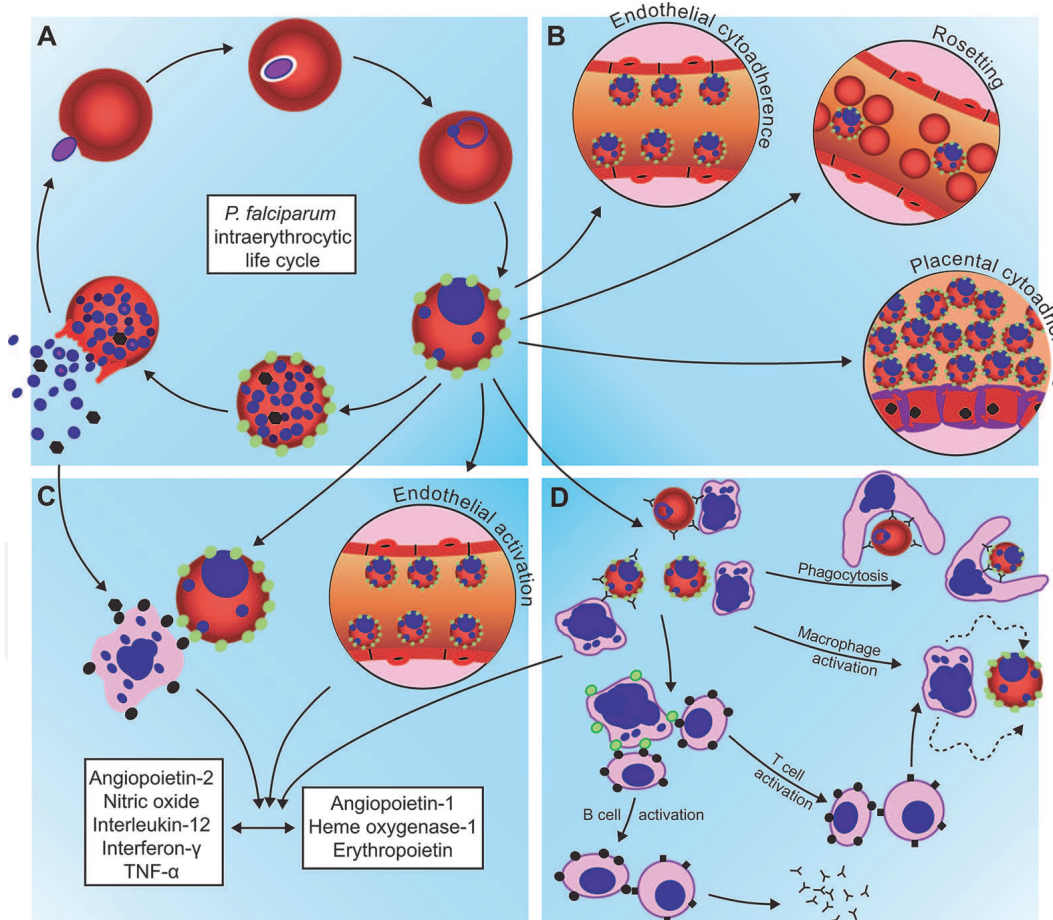 A
P. falciparum
intraerythrocytic
life cycle
B
Endothelial cytoadherence
Rosetting
C
Endothelial activation
Angiopoietin-2
Nitric oxide
Interleukin-12
Interferon-γ
TNF-α
Angiopoietin-1
Heme oxygenase-1
Erythropoietin
D
Phagocytosis
Macrophage
activation
T cell
activation
B cell activation
Placental